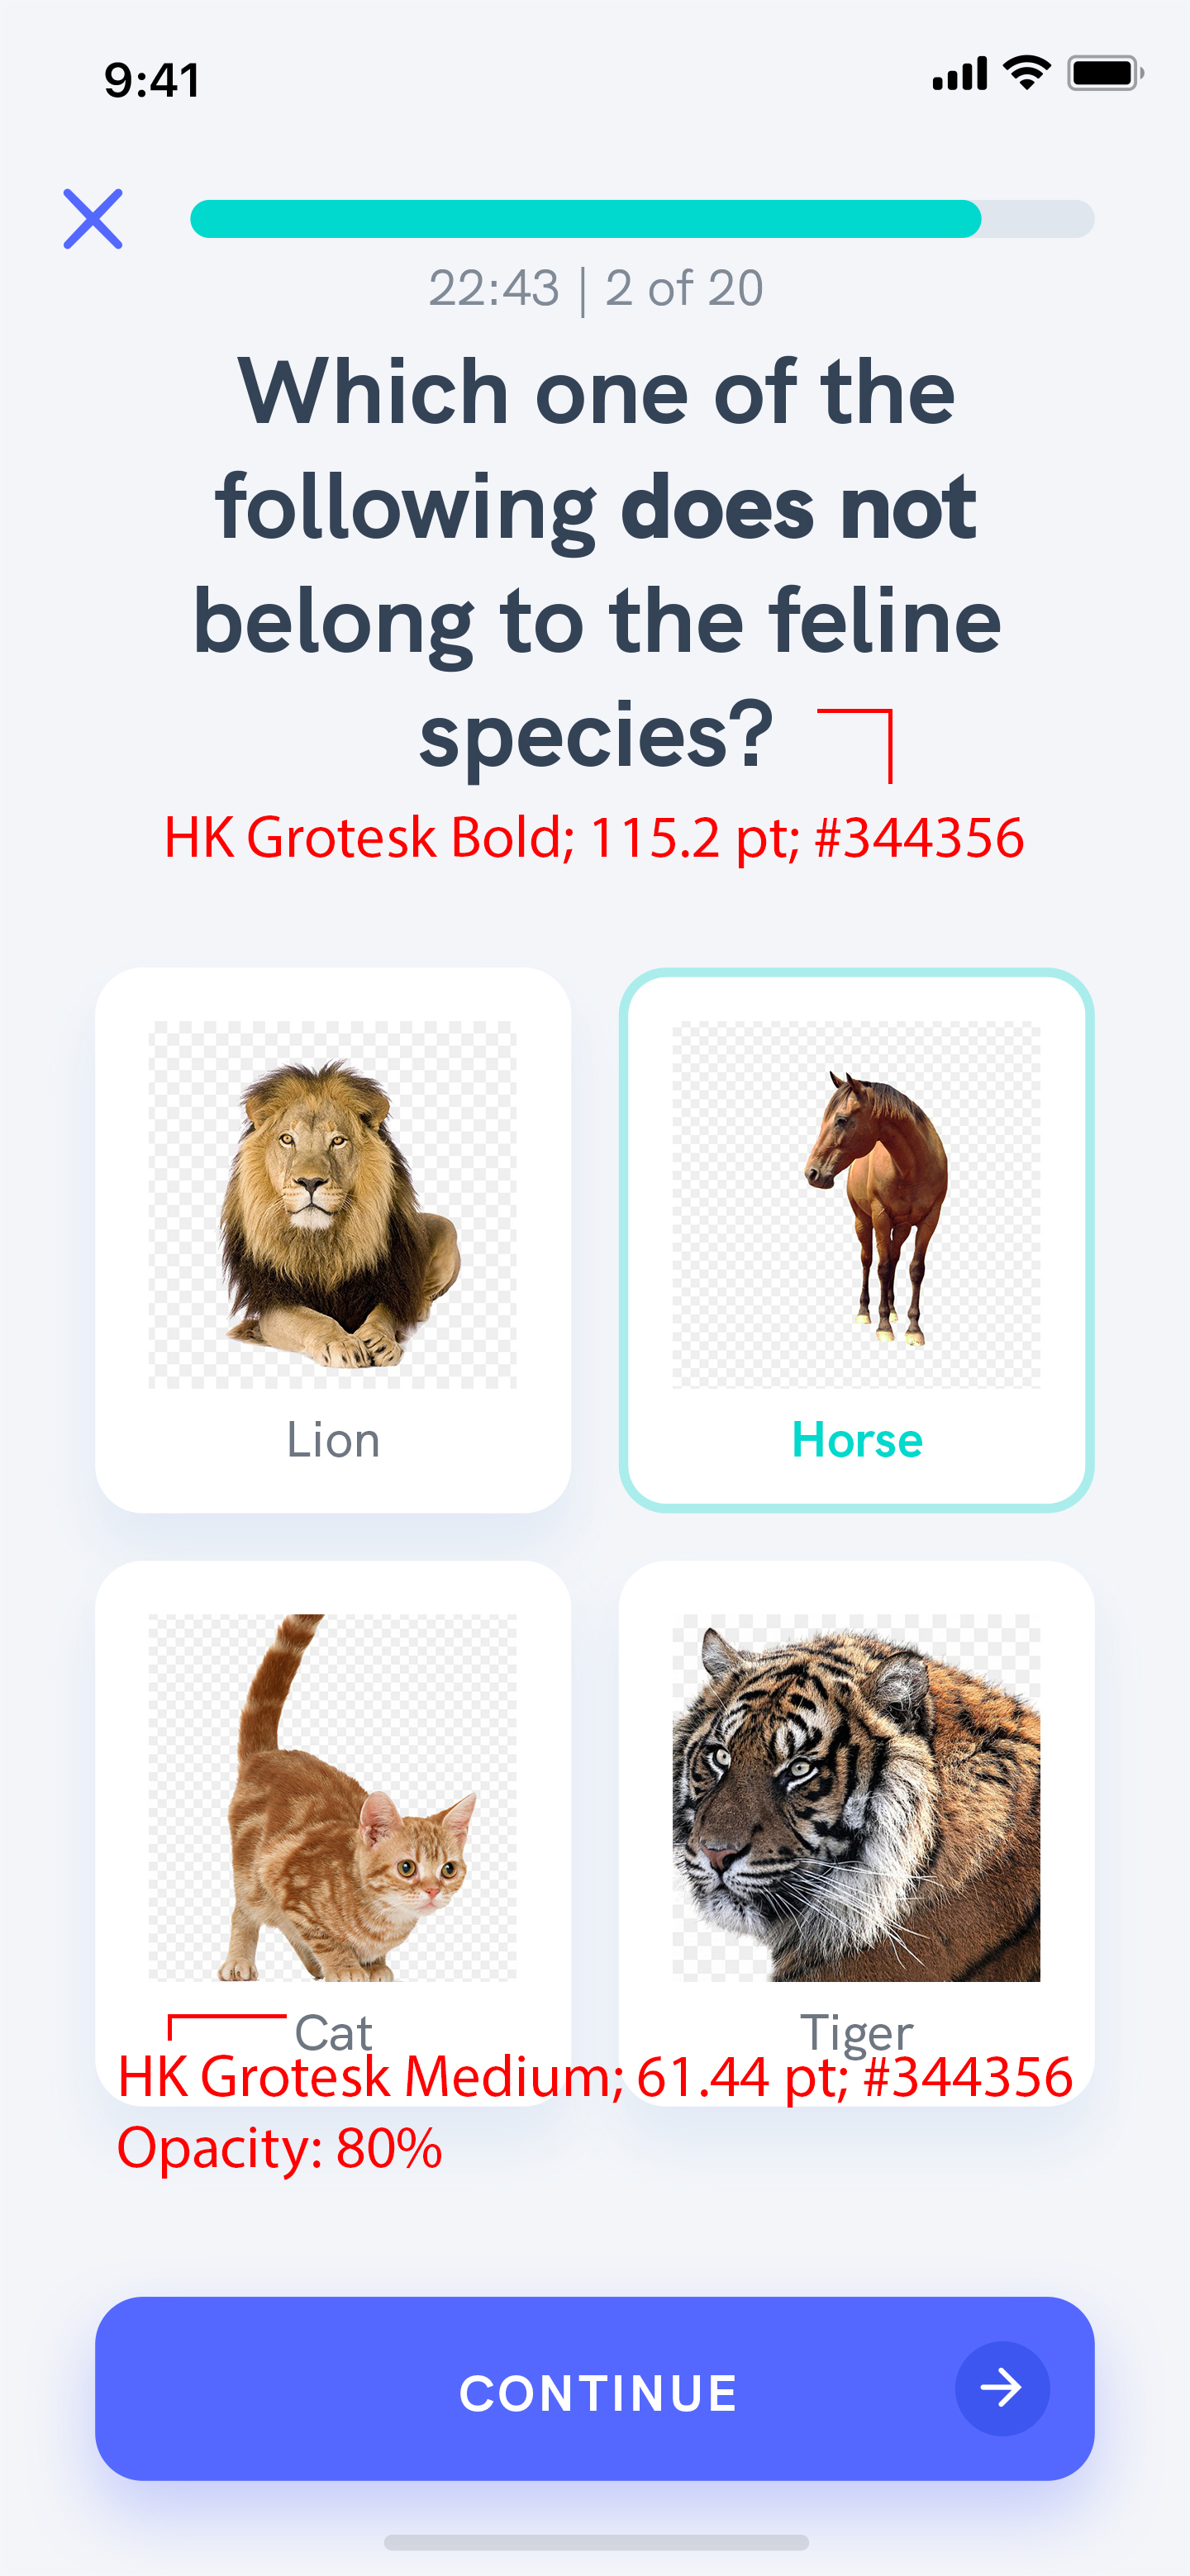 9:41
22:43 | 2 of 20
Which one of the
following does not
belong to the feline
species?
HK Grotesk Bold; 115.2 pt; #344356
Lion
Horse
Cat
Tiger
HK Grotesk Medium; 61.44 pt; #344356
Opacity: 80%
CONTINUE